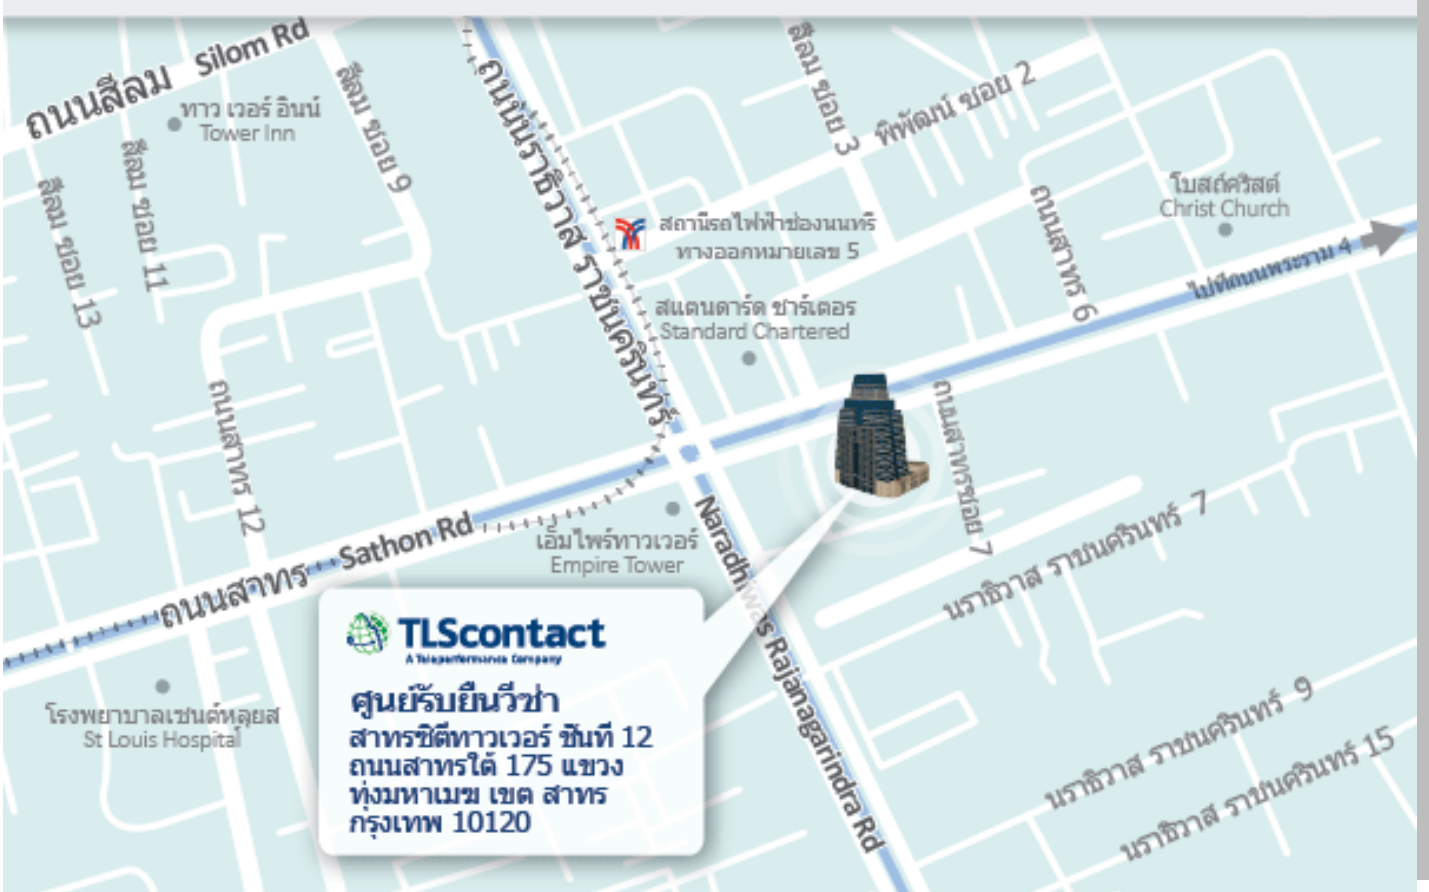 ถนนสีลม Silom Rd
ทาว เวอร์ อินน์
Tower Inn
สีลม ซอย 9
สีลม ซอย 11
สีลม ซอย 13
ถนนนราธิวาส ราชนครินทร์
สีลม ซอย 3
พิพัฒน์ ซอย 2
สถานีรถไฟฟ้าช่องนนทรี
ทางออกหมายเลข 5
สแตนดาร์ด ชาร์เตอร
Standard Chartered
ถนนสาทร 6
โบสถ์คริสต์
Christ Church
ไปที่ถนนพระราม 4
ถนนสาทร 12
ถนนสาทรซอย 7
ถนนสาทร Sathon Rd
เอ็มไพร์ทาวเวอร์
Empire Tower
Naradhiwas Rajanagarindra Rd
นราธิวาส ราชนครินทร์ 7
นราธิวาส ราชนครินทร์ 9
นราธิวาส ราชนครินทร์ 15
โรงพยาบาลเซนต์หลุยส
St Louis Hospital
TLScontact
A Teleperformance Company
ศูนย์รับยื่นวีซ่า
สาทรซิตี้ทาวเวอร์ ชั้นที่ 12
ถนนสาทรใต้ 175 แขวง
ทุ่งมหาเมฆ เขต สาทร
กรุงเทพ 10120